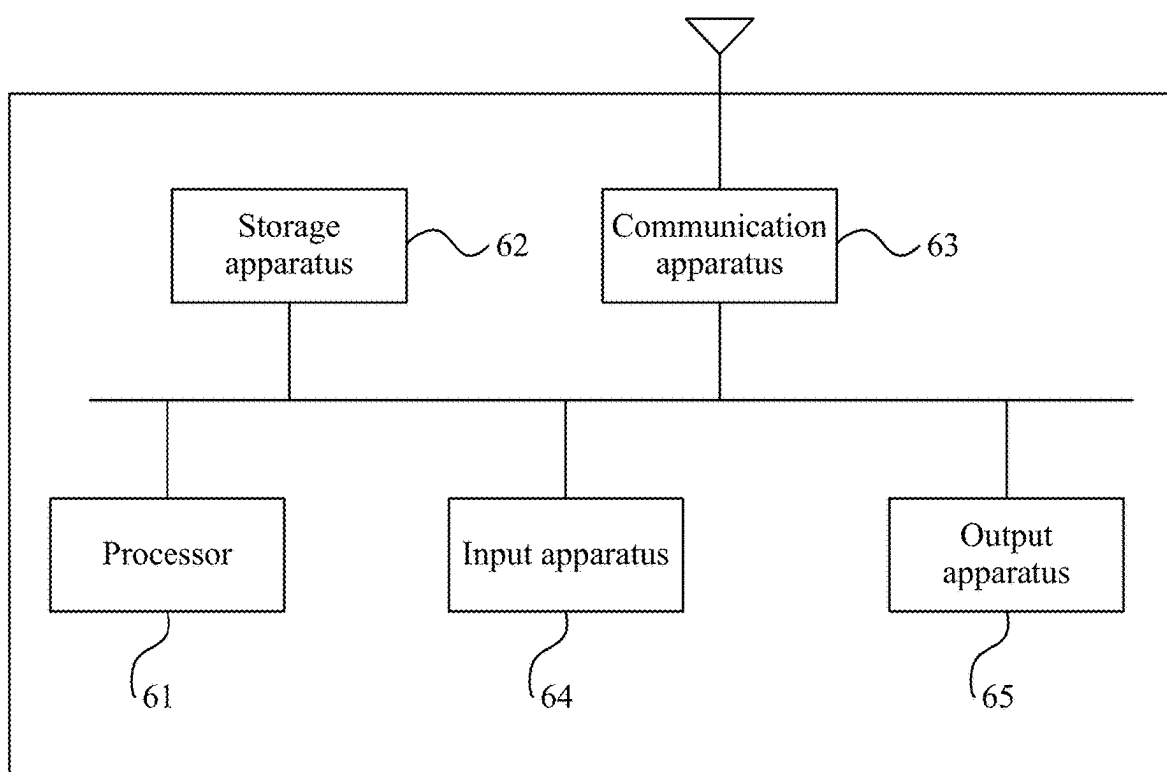 Storage
apparatus
62
Communication
apparatus
63
Processor
Input apparatus
Output
apparatus
61
64
65